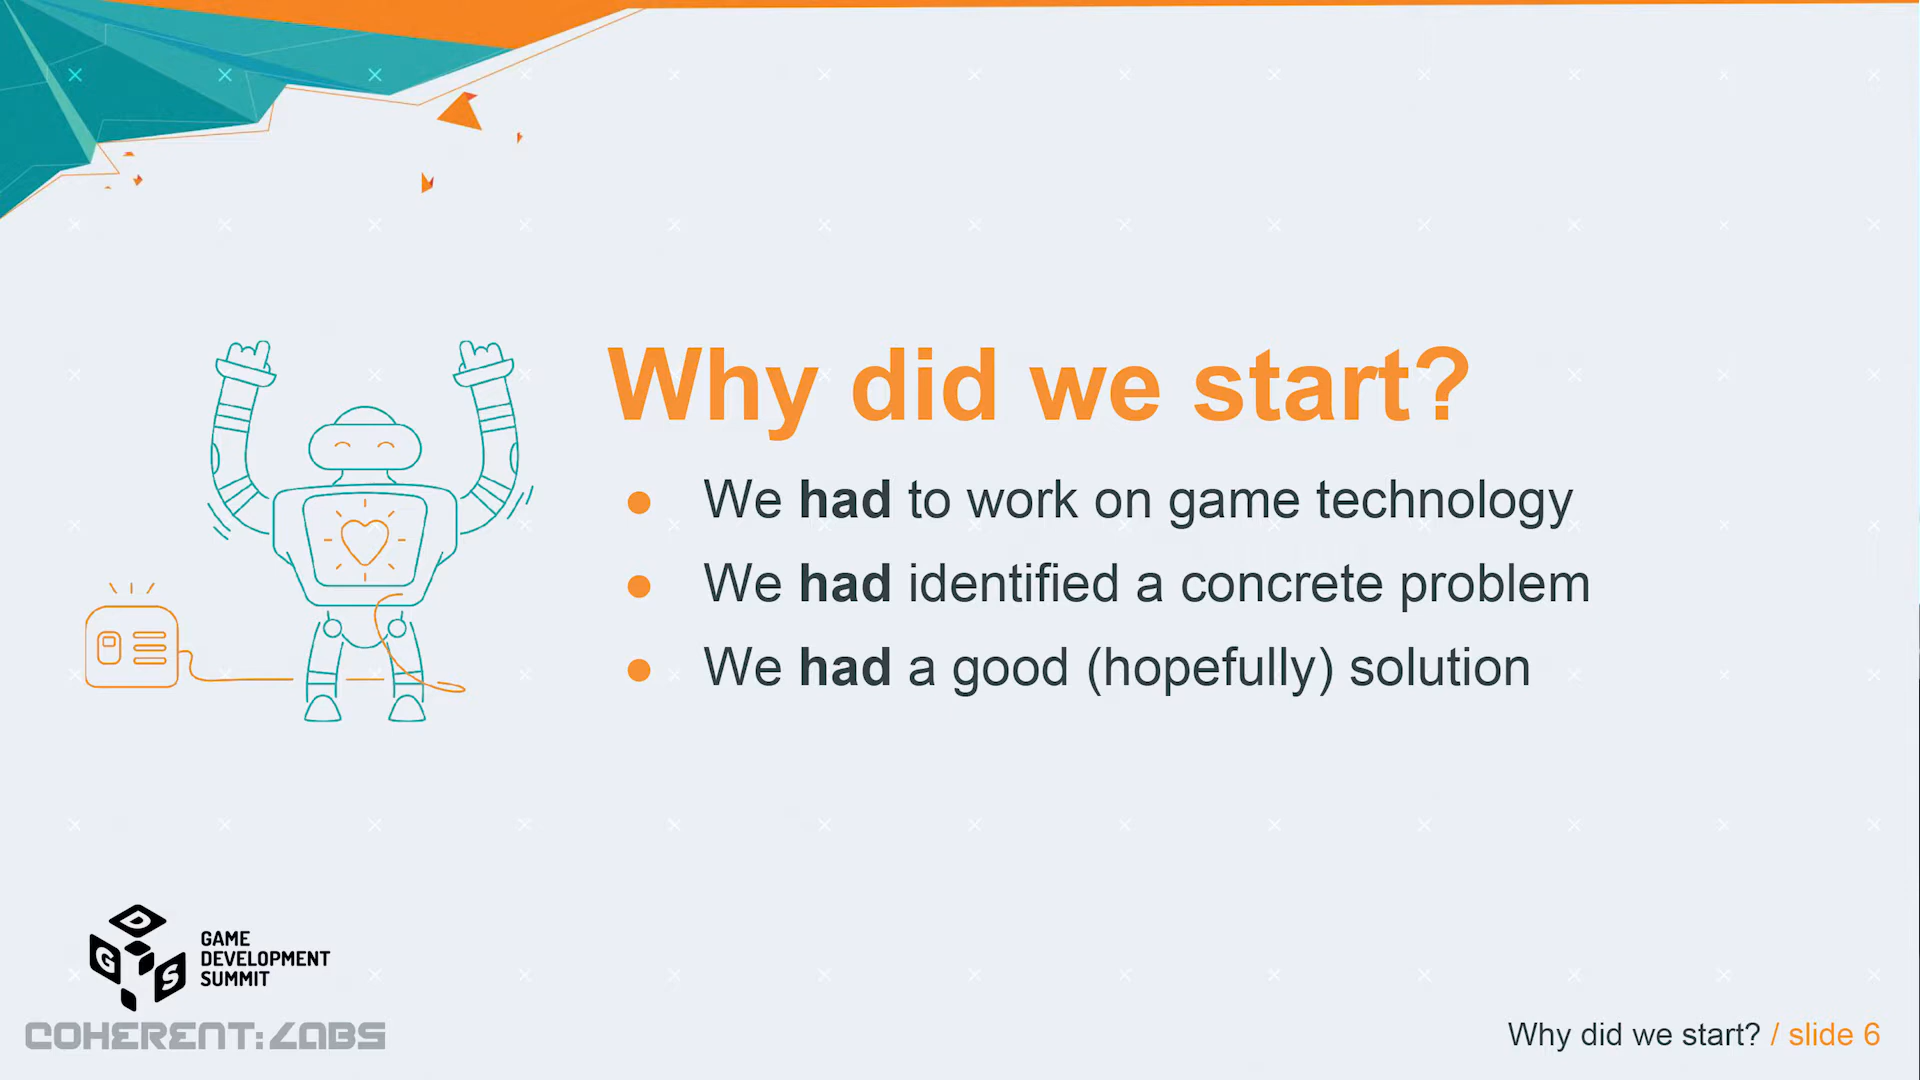 Why did we start?
● We had to work on game technology
● We had identified a concrete problem
● We had a good (hopefully) solution
GDS
GAME
DEVELOPMENT
SUMMIT
COHERENT:LABS
Why did we start? / slide 6